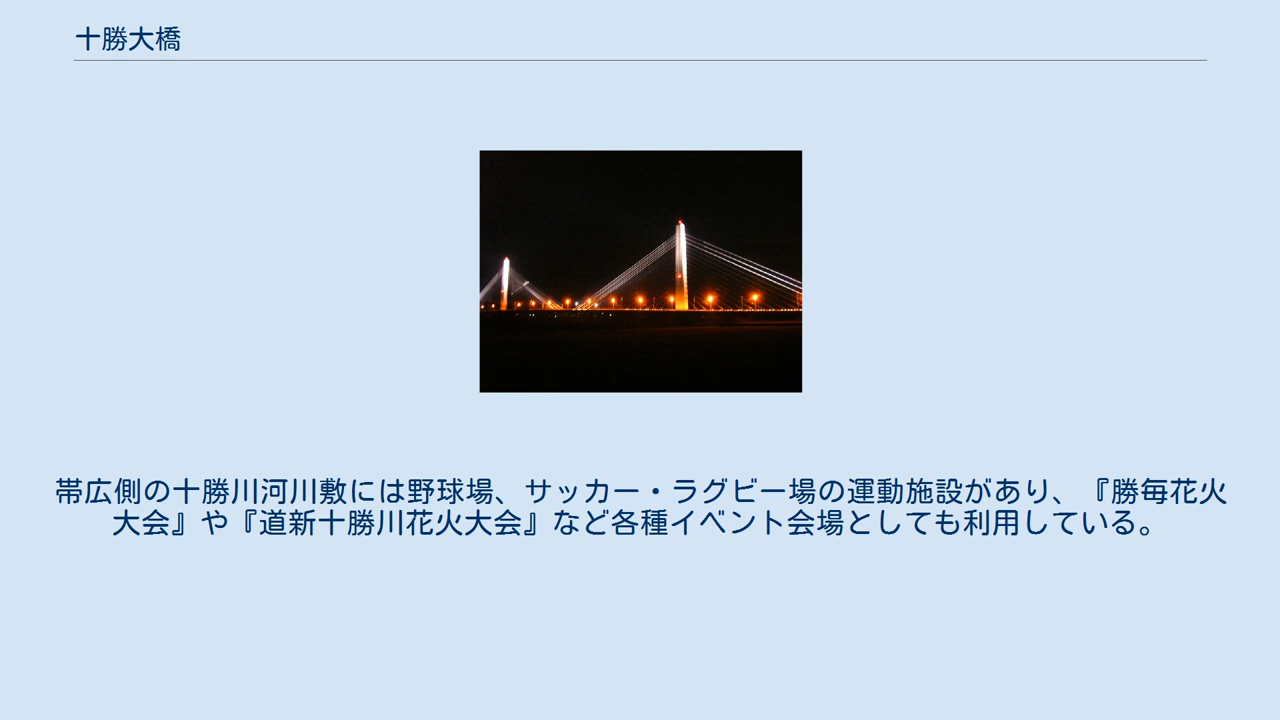 十勝大橋
帯広側の十勝川河川敷には野球場、サッカー・ラグビー場の運動施設があり、『勝毎花火
大会』や『道新十勝川花火大会』など各種イベント会場としても利用している。